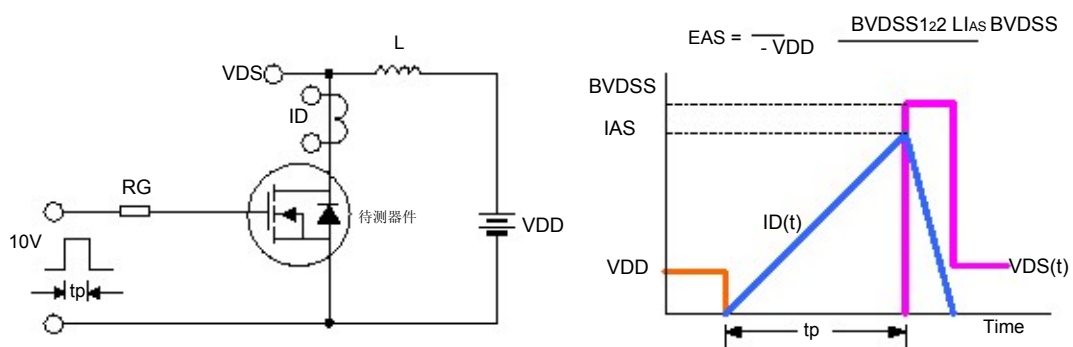 EAS = - VDD BVDSS122 LIAS BVDSS
VDS
L
ID
RG
待测器件
VDD
10V
tp
BVDSS
IAS
ID(t)
VDD
VDS(t)
tp
Time